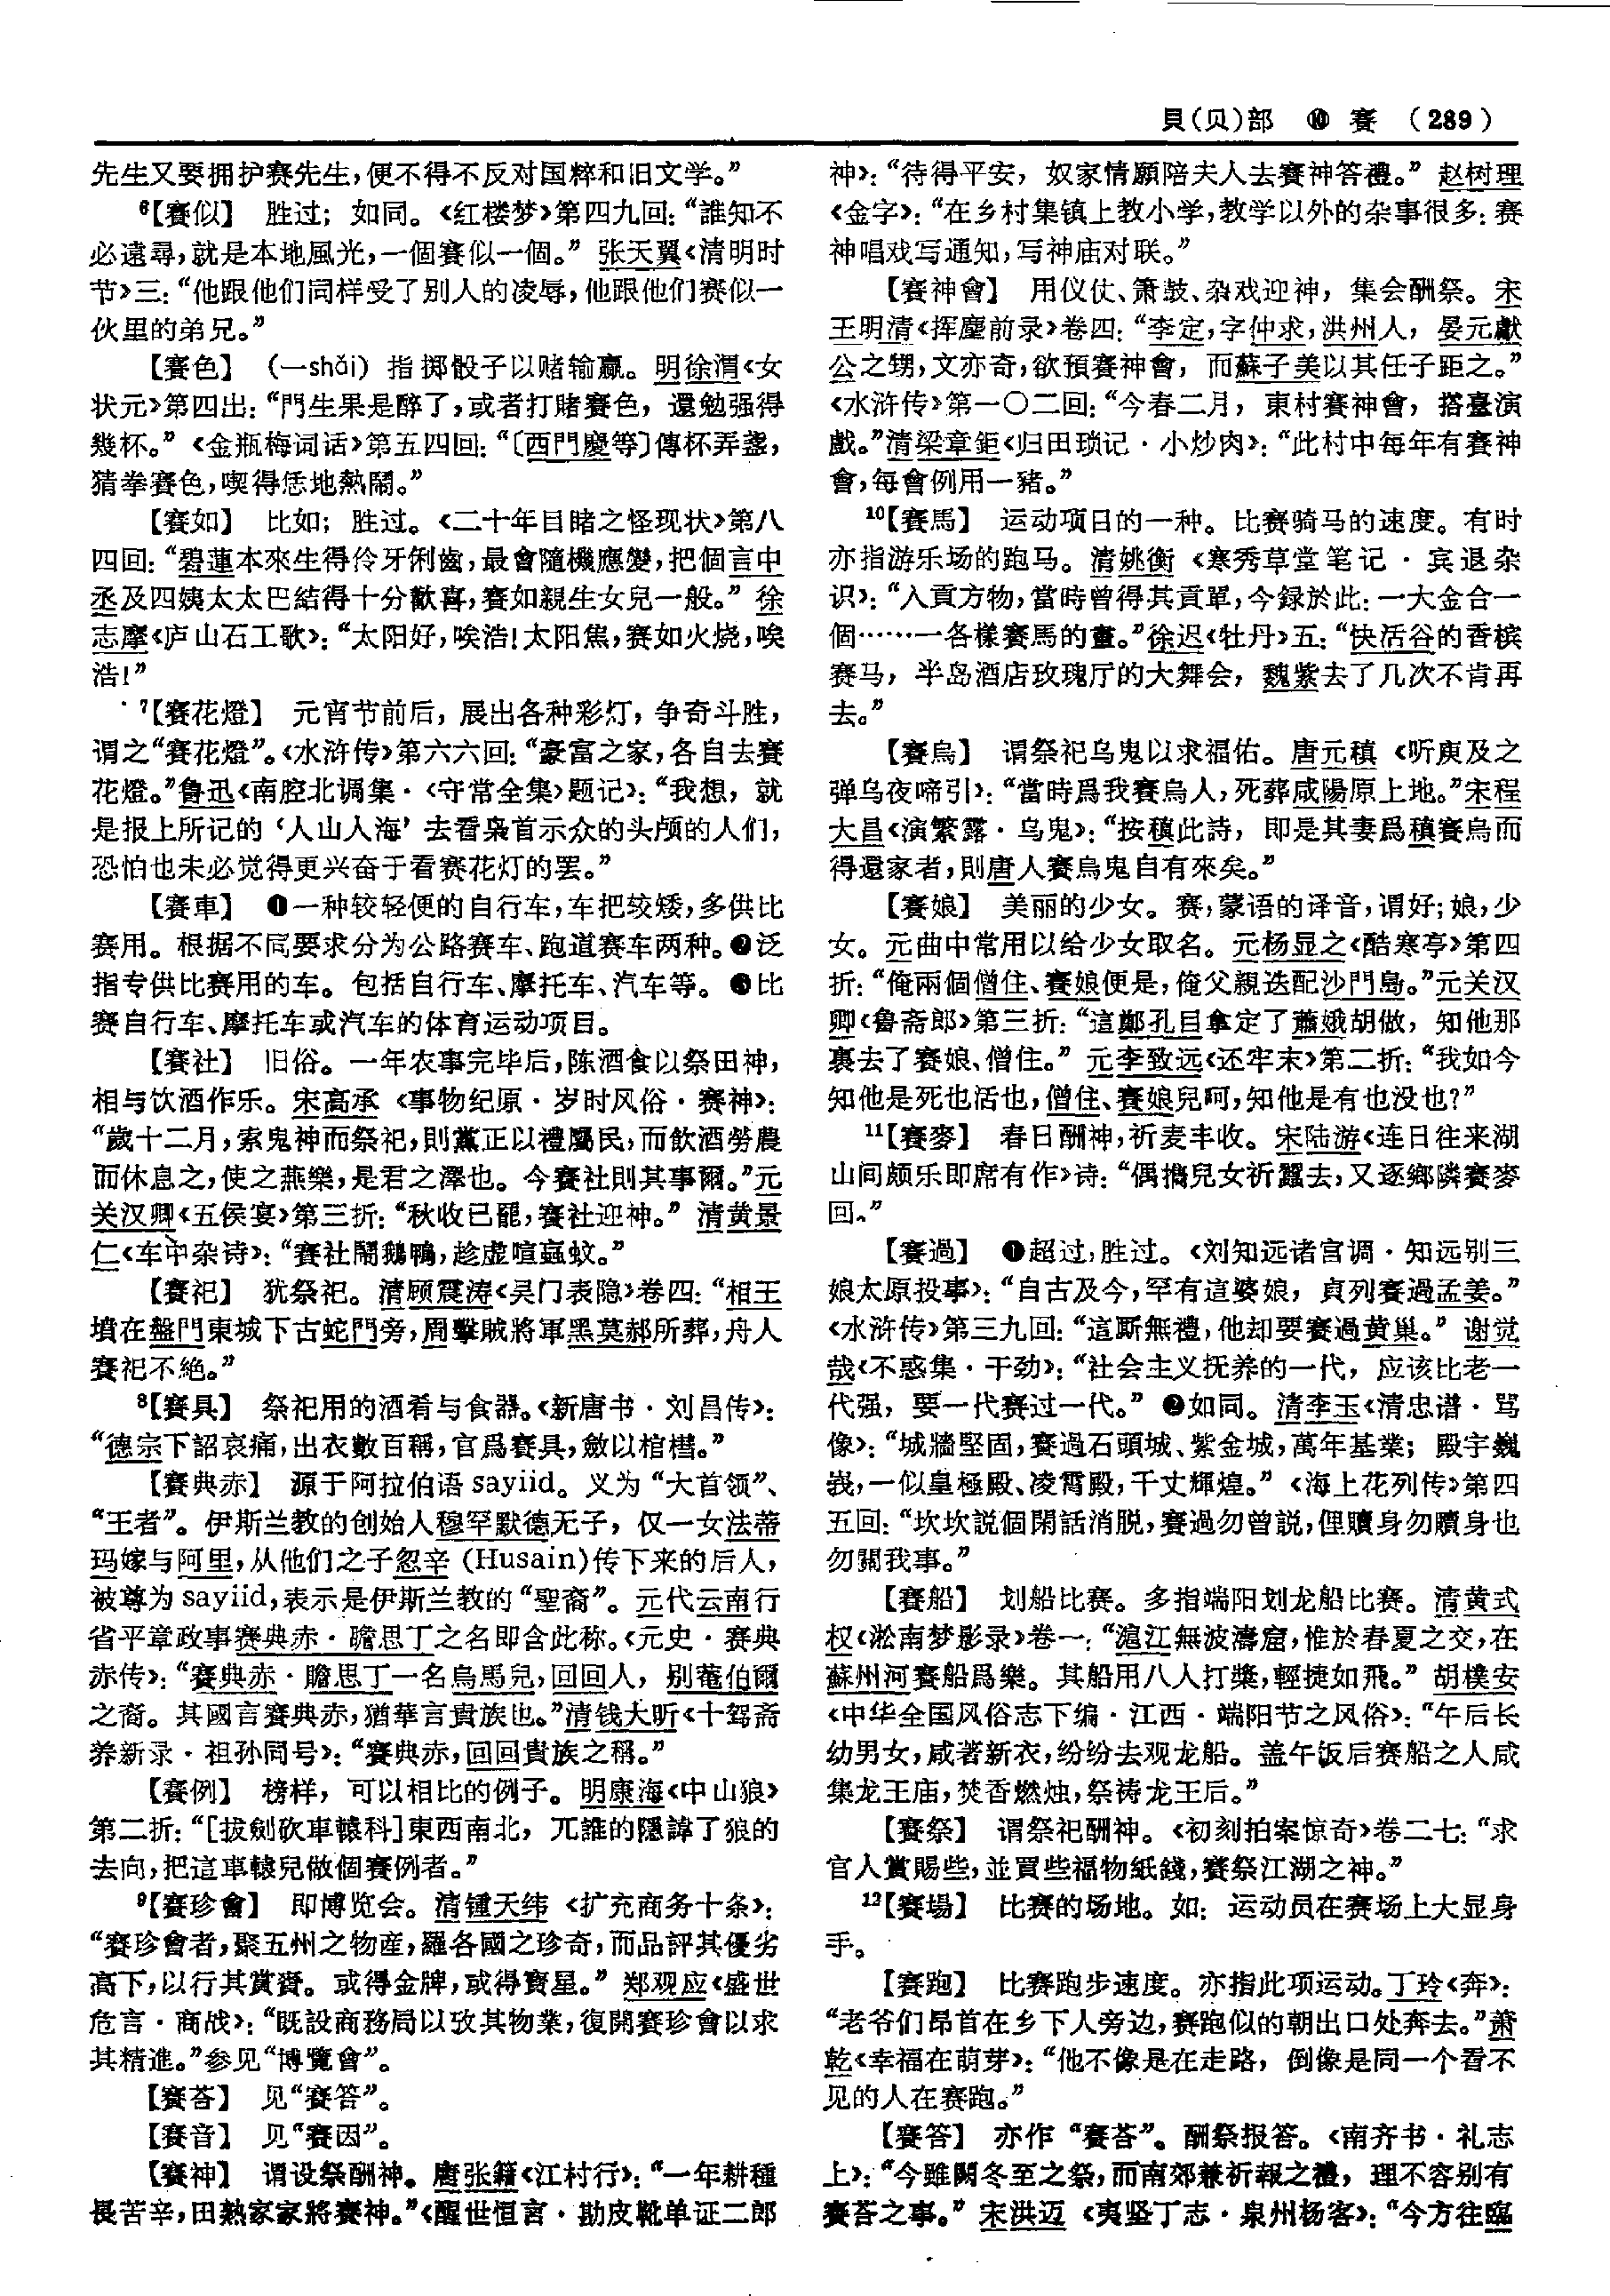 貝(贝)部 ⑩ 賽 (289)
先生又要拥护赛先生，便不得不反对国粹和旧文学。”
⁶【賽似】 胜过；如同。《红楼梦》第四九回：“誰知不
必遠尋，就是本地風光，一個賽似一個。”张天翼《清明时
节》三：“他跟他们同样受了别人的凌辱，他跟他们赛似一
伙里的弟兄。”
【賽色】 (—shǎi) 指掷骰子以赌输赢。明徐渭《女
状元》第四出：“門生果是醉了，或者打賭賽色，還勉强得
幾杯。”《金瓶梅词话》第五四回：“〔西門慶等〕傳杯弄盞，
猜拳賽色，喫得恁地熱鬧。”
【賽如】 比如；胜过。《二十年目睹之怪现状》第八
四回：“碧蓮本來生得伶牙俐齒，最會隨機應變，把個言中
丞及四姨太太巴結得十分歡喜，賽如親生女兒一般。”徐
志摩《庐山石工歌》：“太阳好，唉浩！太阳焦，赛如火烧，唉
浩！”
⁷【賽花燈】 元宵节前后，展出各种彩灯，争奇斗胜，
谓之“賽花燈”。《水浒传》第六六回：“豪富之家，各自去賽
花燈。”鲁迅《南腔北调集·〈守常全集〉题记》：“我想，就
是报上所记的‘人山人海’去看枭首示众的头颅的人们，
恐怕也未必觉得更兴奋于看赛花灯的罢。”
【賽車】 ❶一种较轻便的自行车，车把较矮，多供比
赛用。根据不同要求分为公路赛车、跑道赛车两种。❷泛
指专供比赛用的车。包括自行车、摩托车、汽车等。❸比
赛自行车、摩托车或汽车的体育运动项目。
【賽社】 旧俗。一年农事完毕后，陈酒食以祭田神，
相与饮酒作乐。宋高承《事物纪原·岁时风俗·赛神》：
“歲十二月，索鬼神而祭祀，則黨正以禮屬民，而飲酒勞農
而休息之，使之燕樂，是君之澤也。今賽社則其事爾。”元
关汉卿《五侯宴》第三折：“秋收已罷，賽社迎神。”清黄景
仁《车中杂诗》：“賽社鬧鵝鴨，趁虚喧蝱蚊。”
【賽祀】 犹祭祀。清顾震涛《吴门表隐》卷四：“相王
墳在盤門東城下古蛇門旁，周擊賊將軍黑莫郝所葬，舟人
賽祀不絶。”
⁸【賽具】 祭祀用的酒肴与食器。《新唐书·刘昌传》：
“德宗下詔哀痛，出衣數百稱，官爲賽具，斂以棺槥。”
【賽典赤】 源于阿拉伯语 sayiid。义为“大首领”、
“王者”。伊斯兰教的创始人穆罕默德无子，仅一女法蒂
玛嫁与阿里，从他们之子忽辛 (Husain)传下来的后人，
被尊为 sayiid，表示是伊斯兰教的“聖裔”。元代云南行
省平章政事赛典赤·瞻思丁之名即含此称。《元史·赛典
赤传》：“賽典赤·瞻思丁一名烏馬兒，回回人，别菴伯爾
之裔。其國言賽典赤，猶華言貴族也。”清钱大昕《十驾斋
养新录·祖孙同号》：“賽典赤，回回貴族之稱。”
【賽例】 榜样，可以相比的例子。明康海《中山狼》
第二折：“[拔劍砍車轅科]東西南北，兀誰的隱諱了狼的
去向，把這車轅兒做個賽例者。”
⁹【賽珍會】 即博览会。清锺天纬《扩充商务十条》：
“賽珍會者，聚五州之物産，羅各國之珍奇，而品評其優劣
高下，以行其賞賚。或得金牌，或得寶星。”郑观应《盛世
危言·商战》：“既設商務局以攷其物業，復開賽珍會以求
其精進。”参见“博覽會”。
【賽荅】 见“賽答”。
【賽音】 见“賽因”。
【賽神】 谓设祭酬神。唐张籍《江村行》：“一年耕種
長苦辛，田熟家家將賽神。”《醒世恒言·勘皮靴单证二郎
神》：“待得平安，奴家情願陪夫人去賽神答禮。”赵树理
《金字》：“在乡村集镇上教小学，教学以外的杂事很多：赛
神唱戏写通知，写神庙对联。”
【賽神會】 用仪仗、箫鼓、杂戏迎神，集会酬祭。宋
王明清《挥麈前录》卷四：“李定，字仲求，洪州人，晏元獻
公之甥，文亦奇，欲預賽神會，而蘇子美以其任子距之。”
《水浒传》第一〇二回：“今春二月，東村賽神會，搭臺演
戲。”清梁章鉅《归田琐记·小炒肉》：“此村中每年有賽神
會，每會例用一豬。”
¹⁰【賽馬】 运动项目的一种。比赛骑马的速度。有时
亦指游乐场的跑马。清姚衡《寒秀草堂笔记·宾退杂
识》：“入貢方物，當時曾得其貢單，今録於此：一大金合一
個……一各樣賽馬的畫。”徐迟《牡丹》五：“快活谷的香槟
赛马，半岛酒店玫瑰厅的大舞会，魏紫去了几次不肯再
去。”
【賽烏】 谓祭祀乌鬼以求福佑。唐元稹《听庾及之
弹乌夜啼引》：“當時爲我賽烏人，死葬咸陽原上地。”宋程
大昌《演繁露·乌鬼》：“按稹此詩，即是其妻爲稹賽烏而
得還家者，則唐人賽烏鬼自有來矣。”
【賽娘】 美丽的少女。赛，蒙语的译音，谓好；娘，少
女。元曲中常用以给少女取名。元杨显之《酷寒亭》第四
折：“俺兩個僧住、賽娘便是，俺父親迭配沙門島。”元关汉
卿《鲁斋郎》第三折：“這鄭孔目拿定了蕭娥胡做，知他那
裏去了賽娘、僧住。”元李致远《还牢末》第二折：“我如今
知他是死也活也，僧住、賽娘兒呵，知他是有也没也？”
¹¹【賽麥】 春日酬神，祈麦丰收。宋陆游《连日往来湖
山间颇乐即席有作》诗：“偶攜兒女祈蠶去，又逐鄉隣賽麥
回。”
【賽過】 ❶超过，胜过。《刘知远诸宫调·知远别三
娘太原投事》：“自古及今，罕有這婆娘，貞列賽過孟姜。”
《水浒传》第三九回：“這厮無禮，他却要賽過黄巢。”谢觉
哉《不惑集·干劲》：“社会主义抚养的一代，应该比老一
代强，要一代赛过一代。”❷如同。清李玉《清忠谱·骂
像》：“城牆堅固，賽過石頭城、紫金城，萬年基業；殿宇巍
峩，一似皇極殿、凌霄殿，千丈輝煌。”《海上花列传》第四
五回：“坎坎説個閒話消脱，賽過勿曾説，俚贖身勿贖身也
勿關我事。”
【賽船】 划船比赛。多指端阳划龙船比赛。清黄式
权《淞南梦影录》卷一：“滬江無波濤窟，惟於春夏之交，在
蘇州河賽船爲樂。其船用八人打槳，輕捷如飛。”胡樸安
《中华全国风俗志下编·江西·端阳节之风俗》：“午后长
幼男女，咸著新衣，纷纷去观龙船。盖午饭后赛船之人咸
集龙王庙，焚香燃烛，祭祷龙王后。”
【賽祭】 谓祭祀酬神。《初刻拍案惊奇》卷二七：“求
官人賞賜些，並買些福物紙錢，賽祭江湖之神。”
¹²【賽場】 比赛的场地。如：运动员在赛场上大显身
手。
【賽跑】 比赛跑步速度。亦指此项运动。丁玲《奔》：
“老爷们昂首在乡下人旁边，赛跑似的朝出口处奔去。”萧
乾《幸福在萌芽》：“他不像是在走路，倒像是同一个看不
见的人在赛跑。”
【賽答】 亦作“賽荅”。酬祭报答。《南齐书·礼志
上》：“今雖闕冬至之祭，而南郊兼祈報之禮，理不容别有
賽荅之事。”宋洪迈《夷坚丁志·泉州杨客》：“今方往臨